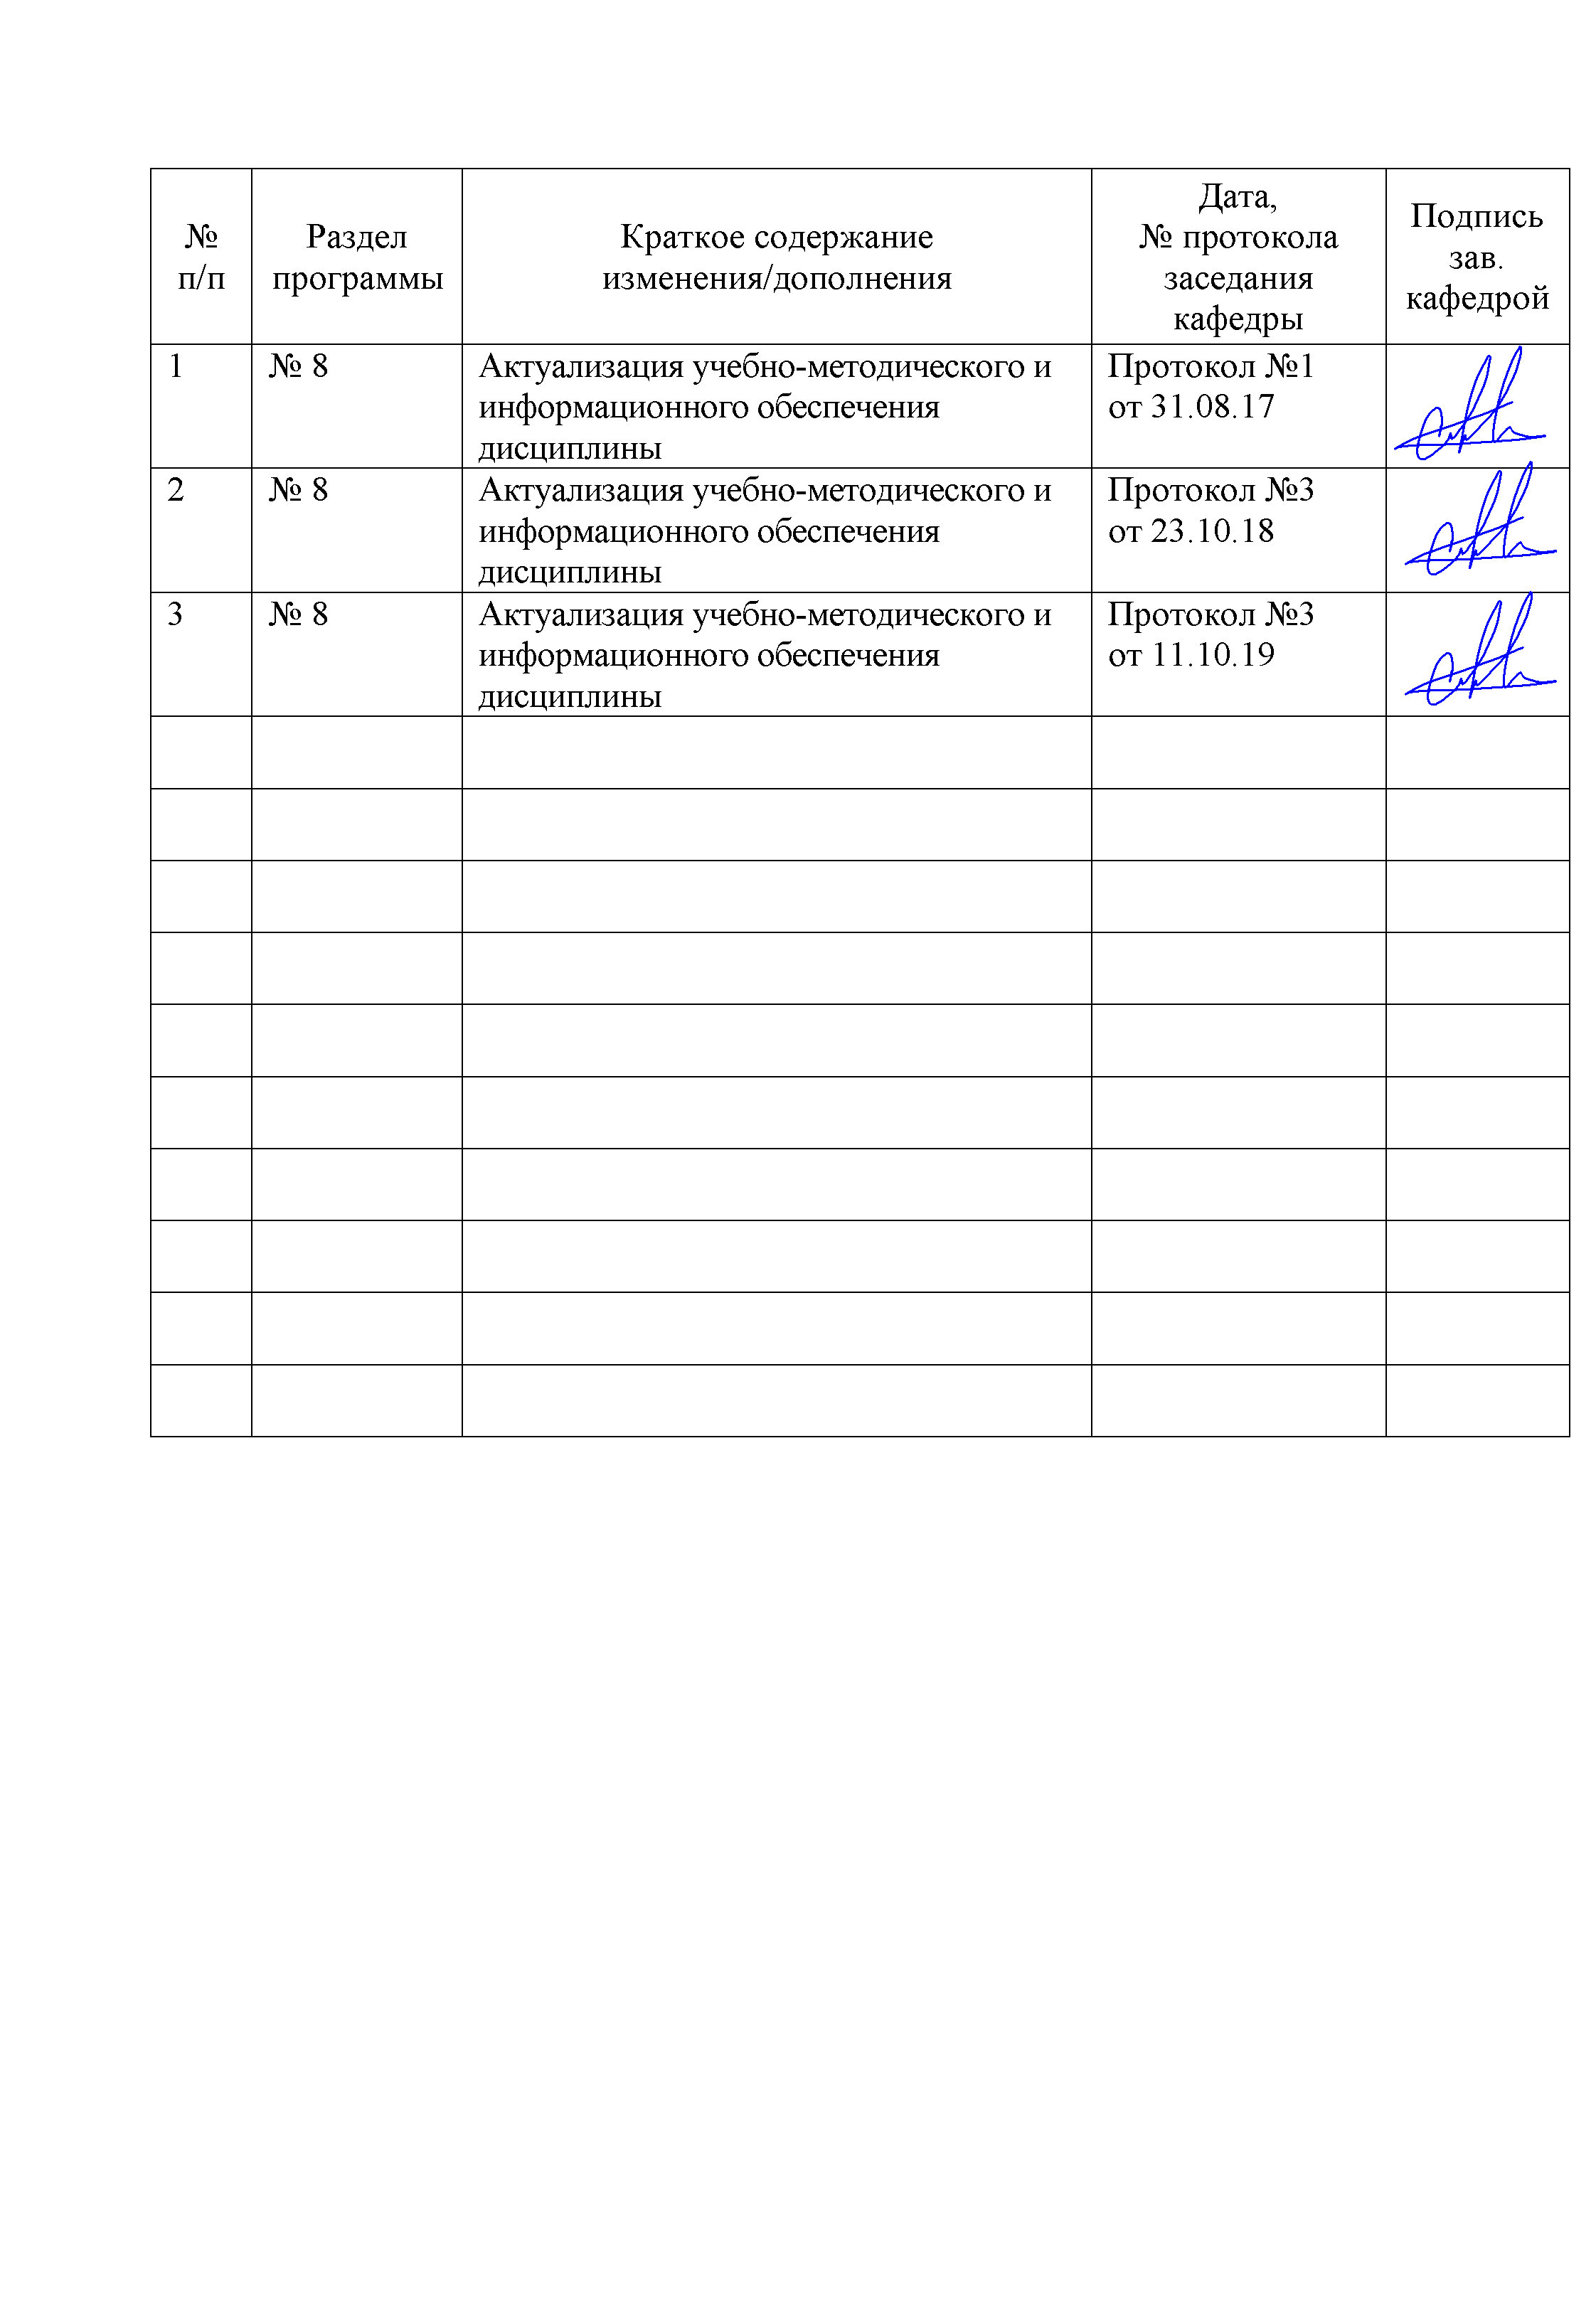 №
п/п
Раздел
программы
Краткое содержание
изменения/дополнения
Дата,
№ протокола
заседания
кафедры
Подпись
зав.
кафедрой
1
№ 8
Актуализация учебно-методического и
информационного обеспечения
дисциплины
Протокол №1
от 31.08.17
2
№ 8
Актуализация учебно-методического и
информационного обеспечения
дисциплины
Протокол №3
от 23.10.18
3
№ 8
Актуализация учебно-методического и
информационного обеспечения
дисциплины
Протокол №3
от 11.10.19